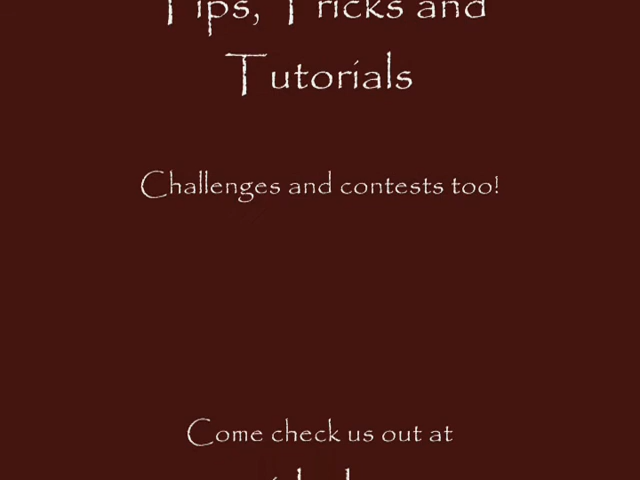 Tips, Tricks and
Tutorials
Challenges and contests too!
Come check us out at